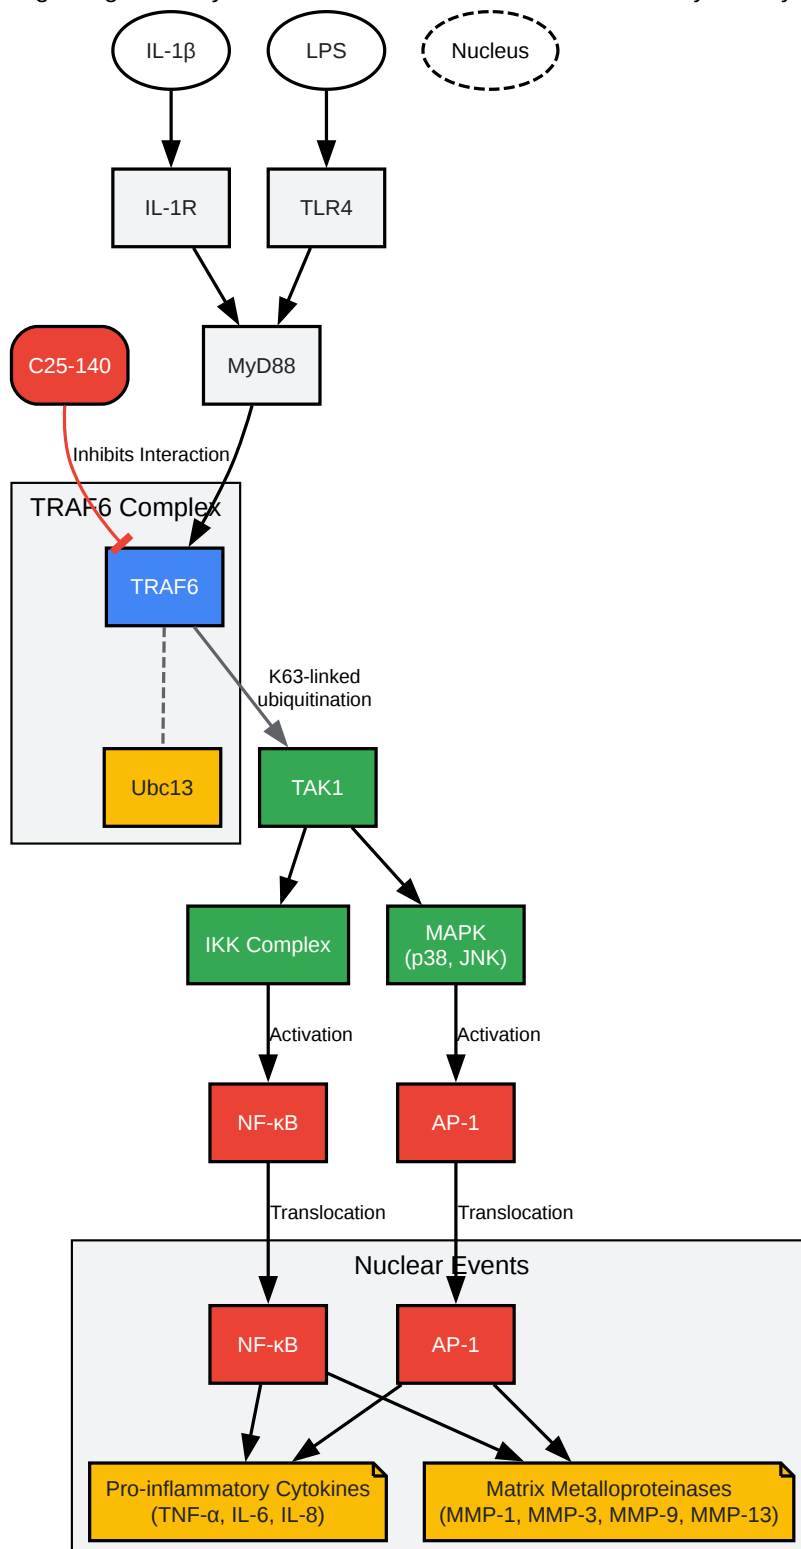 IL-1β
LPS
Nucleus
IL-1R
TLR4
C25-140
MyD88
Inhibits Interaction
TRAF6 Complex
TRAF6
K63-linked
ubiquitination
Ubc13
TAK1
IKK Complex
MAPK
(p38, JNK)
Activation
Activation
NF-κB
AP-1
Translocation
Translocation
Nuclear Events
NF-κB
AP-1
Pro-inflammatory Cytokines
(TNF-α, IL-6, IL-8)
Matrix Metalloproteinases
(MMP-1, MMP-3, MMP-9, MMP-13)